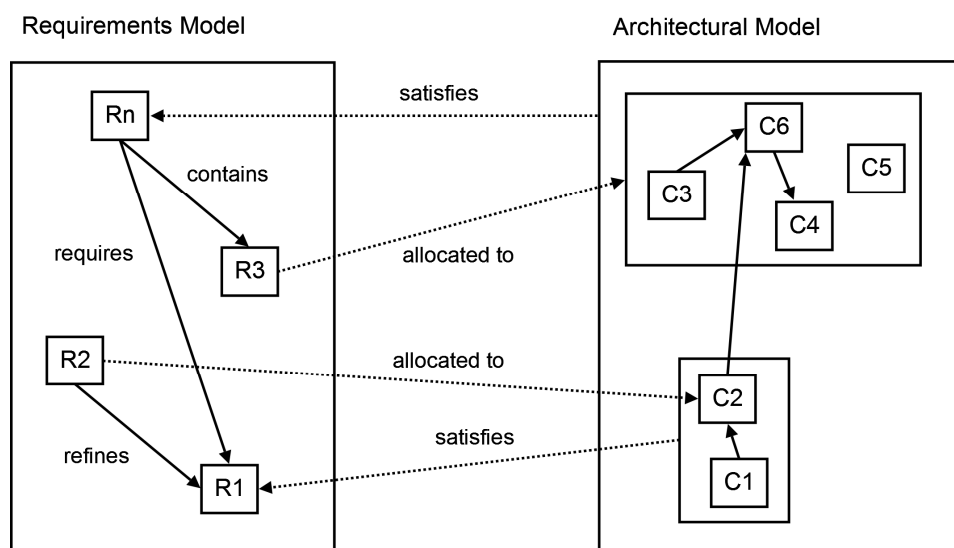 Requirements Model
Architectural Model
Rn
satisfies
C6
C5
contains
C3
C4
requires
R3
allocated to
R2
allocated to
C2
refines
satisfies
R1
C1